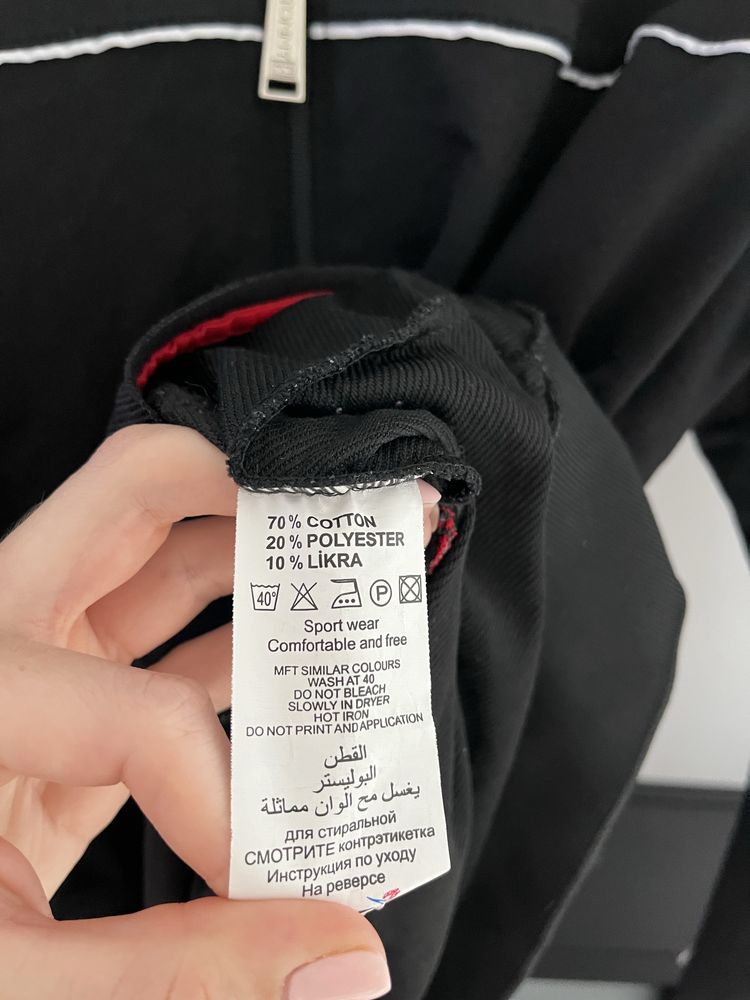 70% COTTON
20% POLYESTER
10% LİKRA
40°
P
Sport wear
Comfortable and free
MFT SIMILAR COLOURS
WASH AT 40
DO NOT BLEACH
SLOWLY IN DRYER
HOT IRON
DO NOT PRINT AND APPLICATION
القطن
البوليستر
يغسل مح الوان مماثلة
для стиральной
СМОТРИТЕ контрэтикетка
Инструкция по уходу
На реверсе